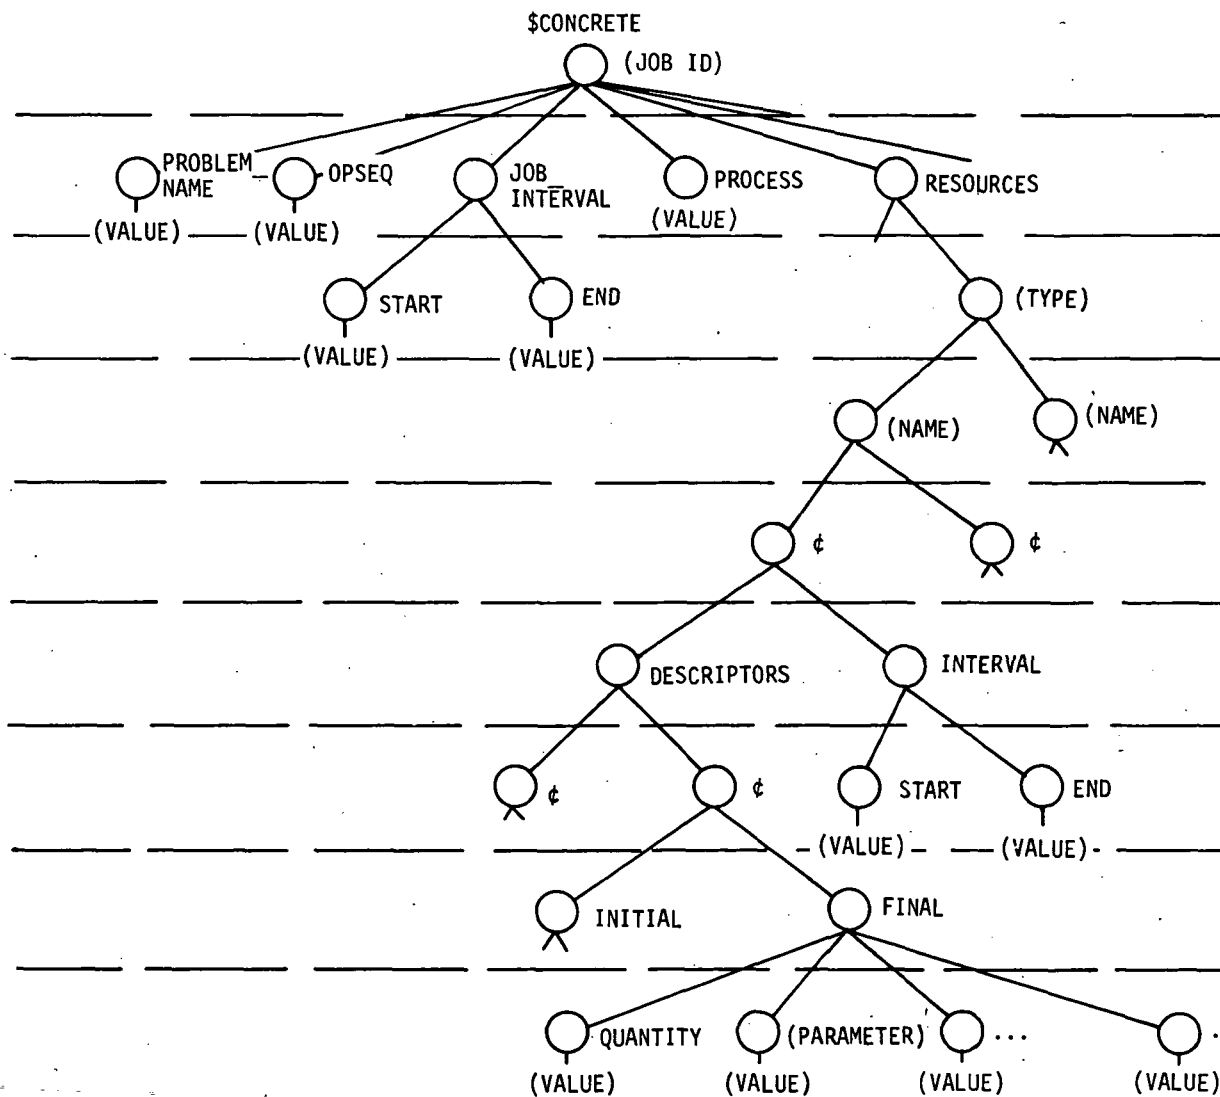 $CONCRETE
(JOB ID)
PROBLEM
NAME
OPSEQ
JOB
INTERVAL
PROCESS
RESOURCES
(VALUE)
(VALUE)
(VALUE)
START
END
(TYPE)
(VALUE)
(VALUE)
(NAME)
(NAME)
¢
¢
DESCRIPTORS
INTERVAL
¢
¢
START
END
(VALUE)
(VALUE)
INITIAL
FINAL
QUANTITY
(PARAMETER)
...
.
(VALUE)
(VALUE)
(VALUE)
(VALUE)